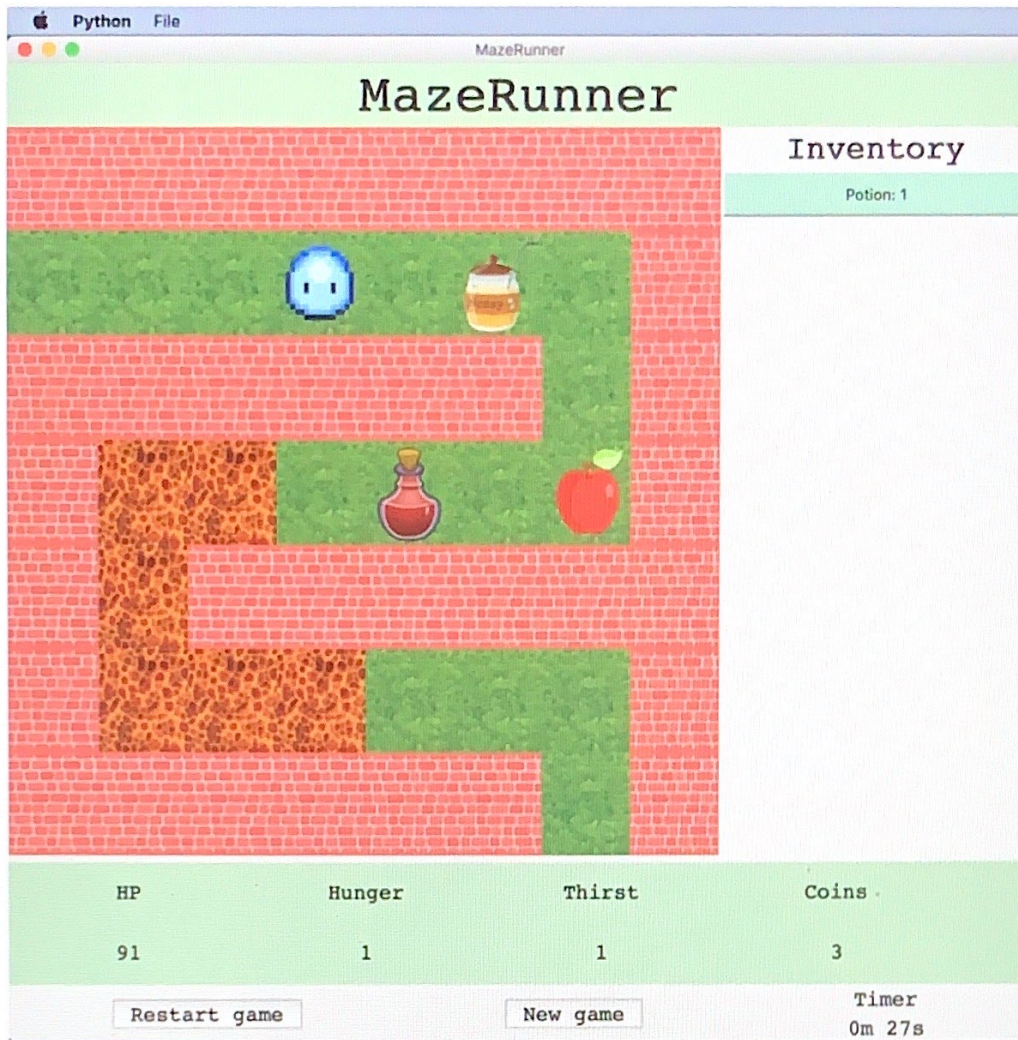 Python File
MazeRunner
MazeRunner
Inventory
Potion: 1
Honey
HP Hunger Thirst Coins
91 1 1 3
Restart game New game Timer
0m 27s